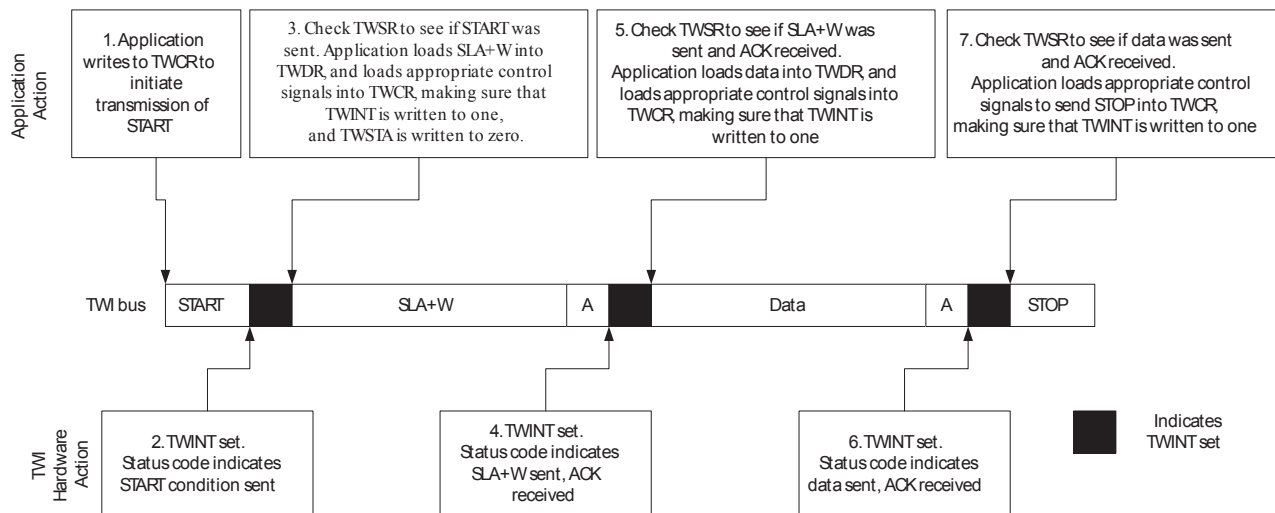 Application
Action
1. Application
writes to TWCR to
initiate
transmission of
START
3. Check TWSR to see if START was
sent. Application loads SLA+W into
TWDR, and loads appropriate control
signals into TWCR, making sure that
TWINT is written to one,
and TWSTA is written to zero.
5. Check TWSR to see if SLA+W was
sent and ACK received.
Application loads data into TWDR, and
loads appropriate control signals into
TWCR, making sure that TWINT is
written to one
7. Check TWSR to see if data was sent
and ACK received.
Application loads appropriate control
signals to send STOP into TWCR,
making sure that TWINT is written to one
TWI bus
START
SLA+W
A
Data
A
STOP
TWI
Hardware
Action
2. TWINT set.
Status code indicates
START condition sent
4. TWINT set.
Status code indicates
SLA+W sent, ACK
received
6. TWINT set.
Status code indicates
data sent, ACK received
Indicates
TWINT set